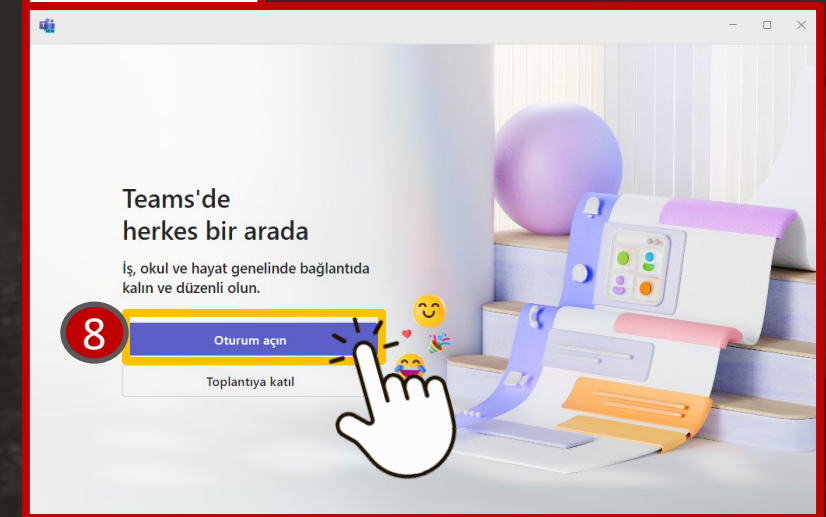 Teams'de
herkes bir arada
İş, okul ve hayat genelinde bağlantıda
kalın ve düzenli olun.
8
Oturum açın
Toplantıya katıl